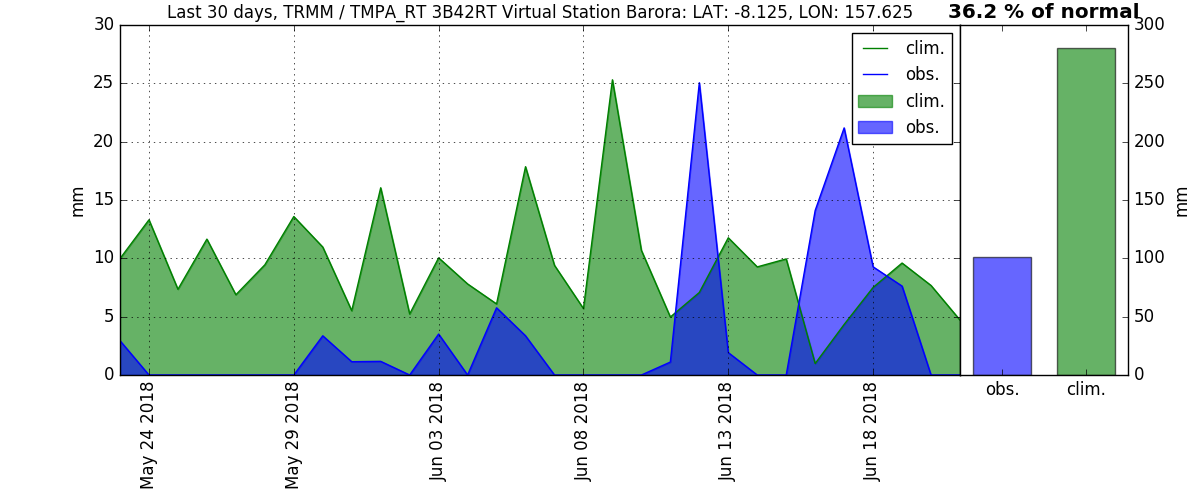 Last 30 days, TRMM / TMPA_RT 3B42RT Virtual Station Barora: LAT: -8.125, LON: 157.625
36.2 % of normal
30
25
20
15
10
5
0
mm
clim.
obs.
clim.
obs.
May 24 2018
May 29 2018
Jun 03 2018
Jun 08 2018
Jun 13 2018
Jun 18 2018
300
250
200
150
100
50
0
mm
obs.
clim.